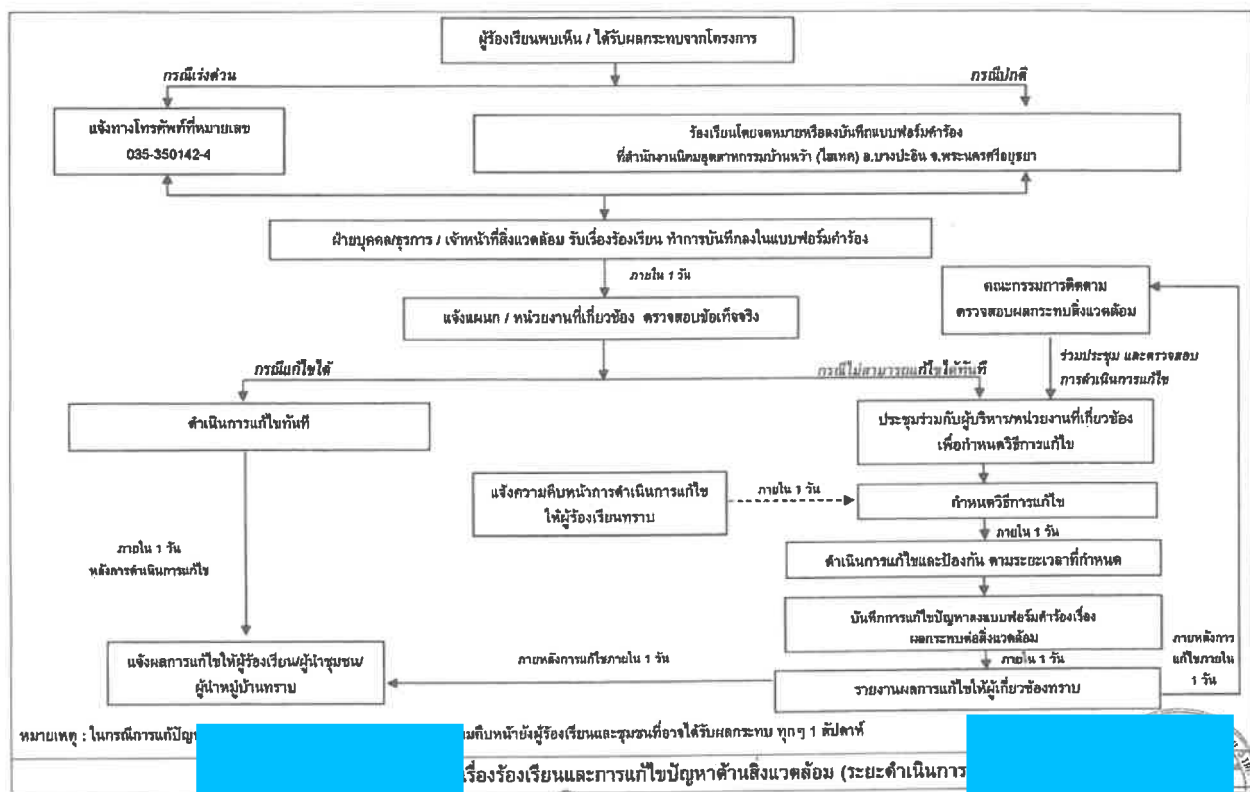 ผู้ร้องเรียนพบเห็น / ได้รับผลกระทบจากโครงการ
กรณีเร่งด่วน
กรณีปกติ
แจ้งทางโทรศัพท์ที่หมายเลข
035-350142-4
ร้องเรียนโดยจดหมายหรือลงบันทึกแบบฟอร์มคำร้อง
ที่สำนักงานนิคมอุตสาหกรรมบ้านหว้า (ไฮเทค) อ.บางปะอิน จ.พระนครศรีอยุธยา
ฝ่ายบุคคล/ธุรการ / เจ้าหน้าที่สิ่งแวดล้อม รับเรื่องร้องเรียน ทำการบันทึกลงในแบบฟอร์มคำร้อง
ภายใน 1 วัน
คณะกรรมการติดตาม
ตรวจสอบผลกระทบสิ่งแวดล้อม
แจ้งแผนก / หน่วยงานที่เกี่ยวข้อง ตรวจสอบข้อเท็จจริง
ร่วมประชุม และตรวจสอบ
การดำเนินการแก้ไข
กรณีแก้ไขได้
กรณีไม่สามารถแก้ไขได้ทันที
ดำเนินการแก้ไขทันที
ประชุมร่วมกับผู้บริหาร/หน่วยงานที่เกี่ยวข้อง
เพื่อกำหนดวิธีการแก้ไข
แจ้งความคืบหน้าการดำเนินการแก้ไข
ให้ผู้ร้องเรียนทราบ
ภายใน 1 วัน
กำหนดวิธีการแก้ไข
ภายใน 1 วัน
ภายใน 1 วัน
หลังการดำเนินการแก้ไข
ดำเนินการแก้ไขและป้องกัน ตามระยะเวลาที่กำหนด
บันทึกการแก้ไขปัญหาลงแบบฟอร์มคำร้องเรื่อง
ผลกระทบต่อสิ่งแวดล้อม
ภายหลังการ
แก้ไขภายใน
1 วัน
แจ้งผลการแก้ไขให้ผู้ร้องเรียน/ผู้นำชุมชน/
ผู้นำหมู่บ้านทราบ
ภายหลังการแก้ไขภายใน 1 วัน
ภายใน 1 วัน
รายงานผลการแก้ไขให้ผู้เกี่ยวข้องทราบ
หมายเหตุ : ในกรณีการแก้ปัญ
มคืบหน้ายังผู้ร้องเรียนและชุมชนที่อาจได้รับผลกระทบ ทุกๆ 1 สัปดาห์
เรื่องร้องเรียนและการแก้ไขปัญหาด้านสิ่งแวดล้อม (ระยะดำเนินการ